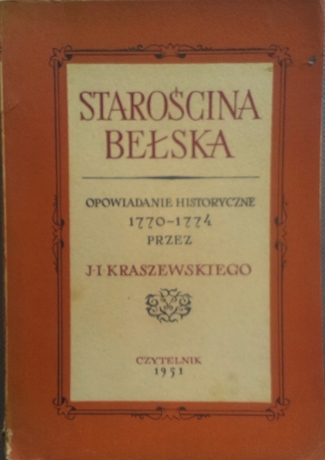 STAROŚCINA
BEŁSKA
OPOWIADANIE HISTORYCZNE
1770-1774
PRZEZ
J·I·KRASZEWSKIEGO
CZYTELNIK
1951